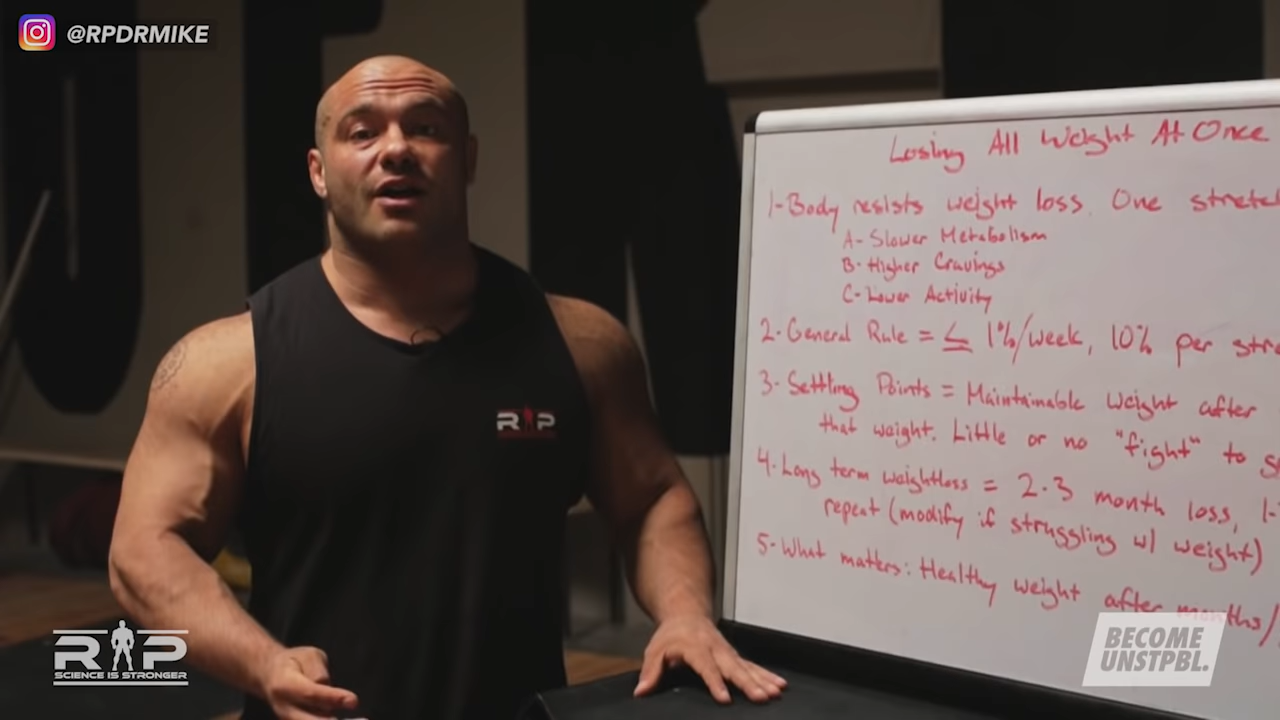 @RPDRMIKE
Losing All Weight At Once
1-Body resists weight loss. One
A- Slower Metabolism
B- Higher Cravings
C- Lower Activity
2- General Rule = ≤ 1%/week, 10% per
3- Settling Points = Maintainable weight after
that weight. Little or no "fight" to
4- Long term weightloss = 2-3 month loss, 1-
repeat (modify if struggling w/ weight)
5- What matters: Healthy weight after months/
RP
RP
SCIENCE IS STRONGER
BECOME
UNSTPBL.